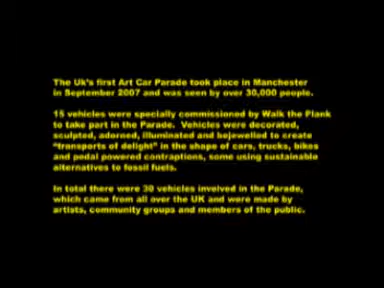 The Uk's first Art Car Parade took place in Manchester
in September 2007 and was seen by over 30,000 people.
15 vehicles were specially commissioned by Walk the Plank
to take part in the Parade. Vehicles were decorated,
sculpted, adorned, illuminated and bejewelled to create
"transports of delight" in the shape of cars, trucks, bikes
and pedal powered contraptions, some using sustainable
alternatives to fossil fuels.
In total there were 30 vehicles involved in the Parade,
which came from all over the UK and were made by
artists, community groups and members of the public.